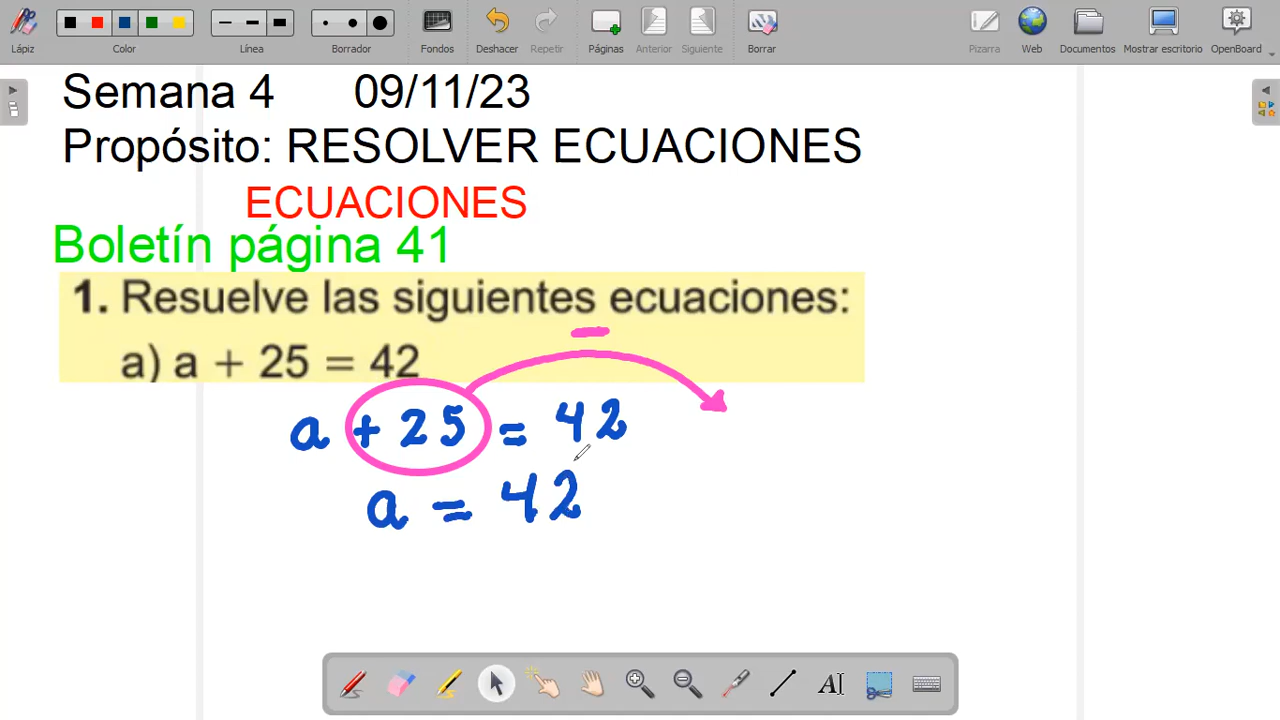 Lápiz Color Línea Borrador Fondos Deshacer Repetir Páginas Anterior Siguiente Borrar Pizarra Web Documentos Mostrar escritorio OpenBoard
Semana 4 09/11/23
Propósito: RESOLVER ECUACIONES
ECUACIONES
Boletín página 41
1. Resuelve las siguientes ecuaciones:
a) a + 25 = 42
a + 25 = 42
a = 42